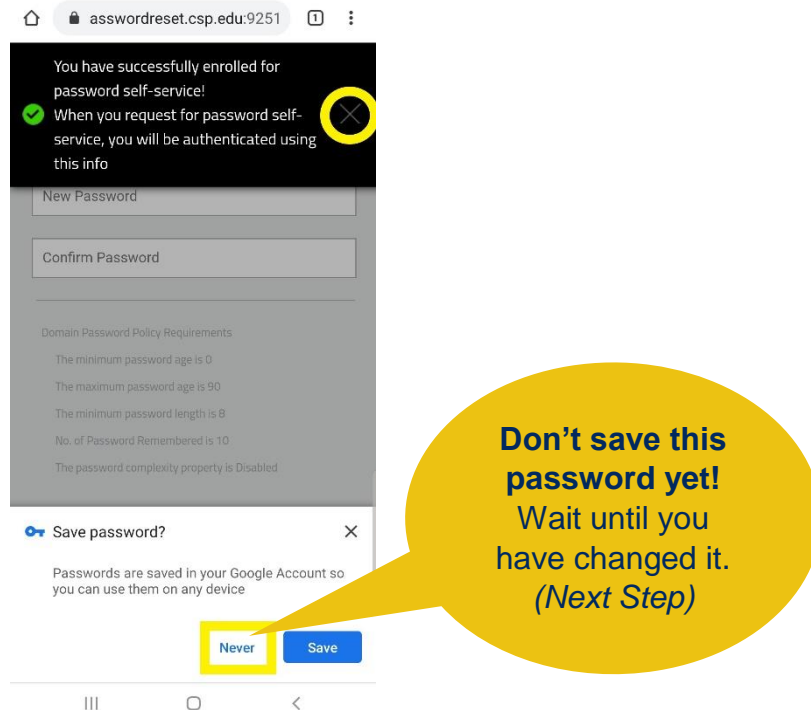 asswordreset.csp.edu:9251
1
You have successfully enrolled for
password self-service!
When you request for password self-
service, you will be authenticated using
this info
New Password
Confirm Password
Domain Password Policy Requirements
The minimum password age is 0
The maximum password age is 90
The minimum password length is 8
No. of Password Remembered is 10
The password complexity property is Disabled
Save password?
Passwords are saved in your Google Account so
you can use them on any device
Never
Save
Don't save this
password yet!
Wait until you
have changed it.
(Next Step)